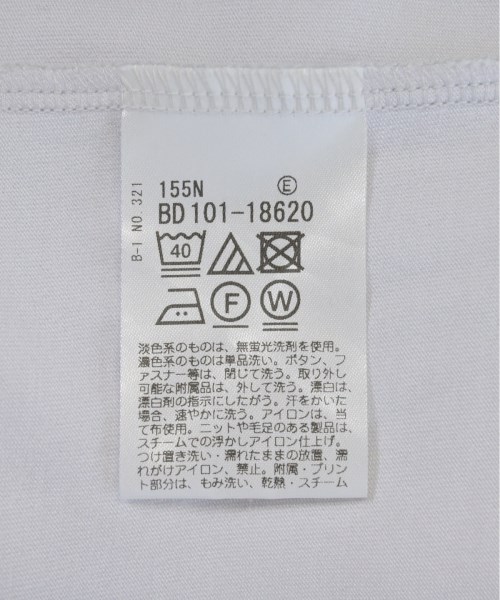 155N Ⓔ
BD 101-18620
B-I NO. 321
40
F W
淡色系のものは、無蛍光洗剤を使用。
濃色系のものは単品洗い。ボタン、フ
ァスナー等は、閉じて洗う。取り外し
可能な附属品は、外して洗う。漂白は、
漂白剤の指示にしたがう。汗をかいた
場合、速やかに洗う。アイロンは、当
て布使用。ニットや毛足のある製品は、
スチームでの浮かしアイロン仕上げ。
つけ置き洗い・濡れたままの放置、濡
れがけアイロン、禁止。附属・プリン
ト部分は、もみ洗い、乾熱・スチーム